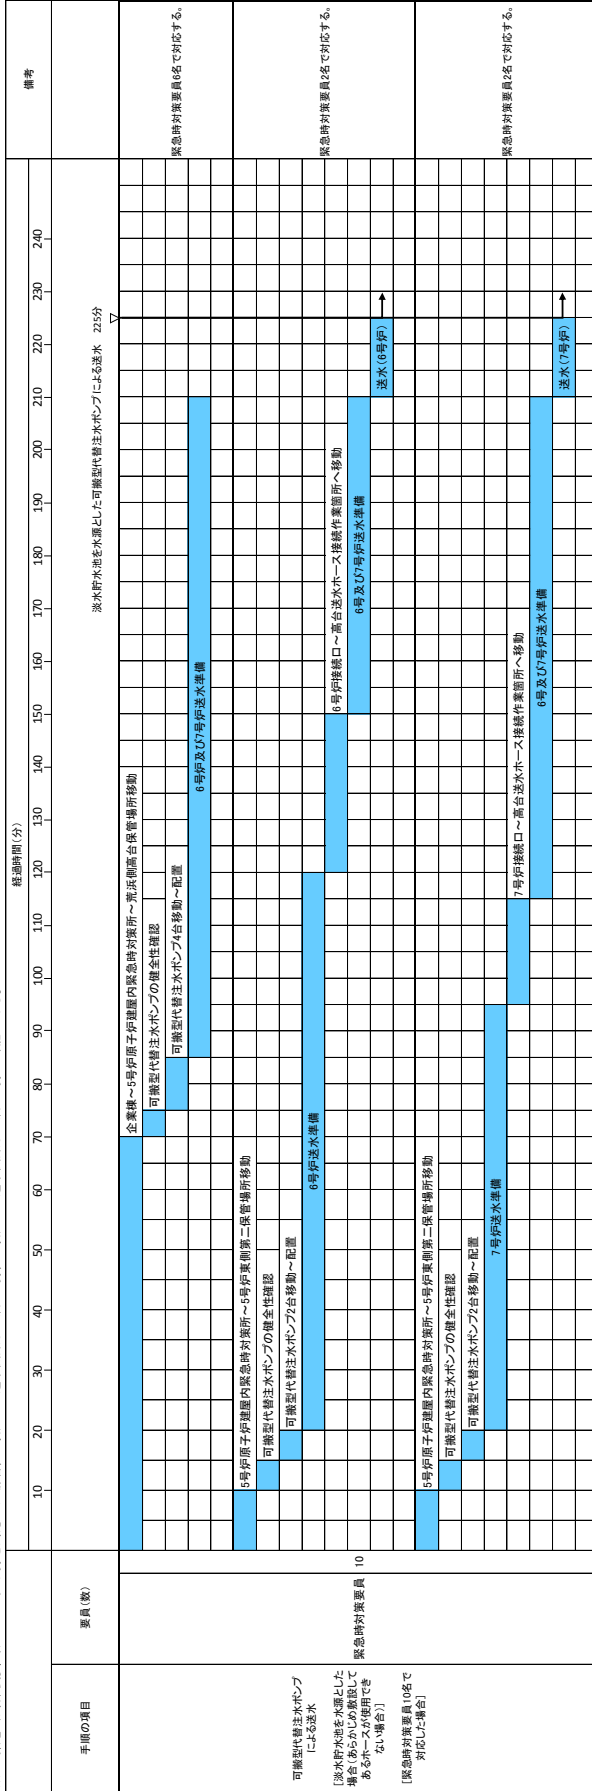 経過時間(分)
備考
手順の項目
要員(数)
10 20 30 40 50 60 70 80 90 100 110 120 130 140 150 160 170 180 190 200 210 220 230 240
淡水貯水池を水源とした可搬型代替注水ポンプによる送水 225分
可搬型代替注水ポンプ
による送水
[淡水貯水池を水源とした
場合(あらかじめ敷設して
あるホースが使用でき
ない場合)]
[緊急時対策要員10名で
対応した場合]
緊急時対策要員
10
企業棟~5号炉原子炉建屋内緊急時対策所~荒浜側高台保管場所移動
可搬型代替注水ポンプの健全性確認
可搬型代替注水ポンプ4台移動~配置
6号炉及び7号炉送水準備
緊急時対策要員6名で対応する。
5号炉原子炉建屋内緊急時対策所~5号炉東側第二保管場所移動
可搬型代替注水ポンプの健全性確認
可搬型代替注水ポンプ2台移動~配置
6号炉送水準備
6号炉接続口~高台送水ホース接続作業箇所へ移動
6号及び7号炉送水準備
送水(6号炉)
緊急時対策要員2名で対応する。
5号炉原子炉建屋内緊急時対策所~5号炉東側第二保管場所移動
可搬型代替注水ポンプの健全性確認
可搬型代替注水ポンプ2台移動~配置
7号炉送水準備
7号炉接続口~高台送水ホース接続作業箇所へ移動
6号及び7号炉送水準備
送水(7号炉)
緊急時対策要員2名で対応する。